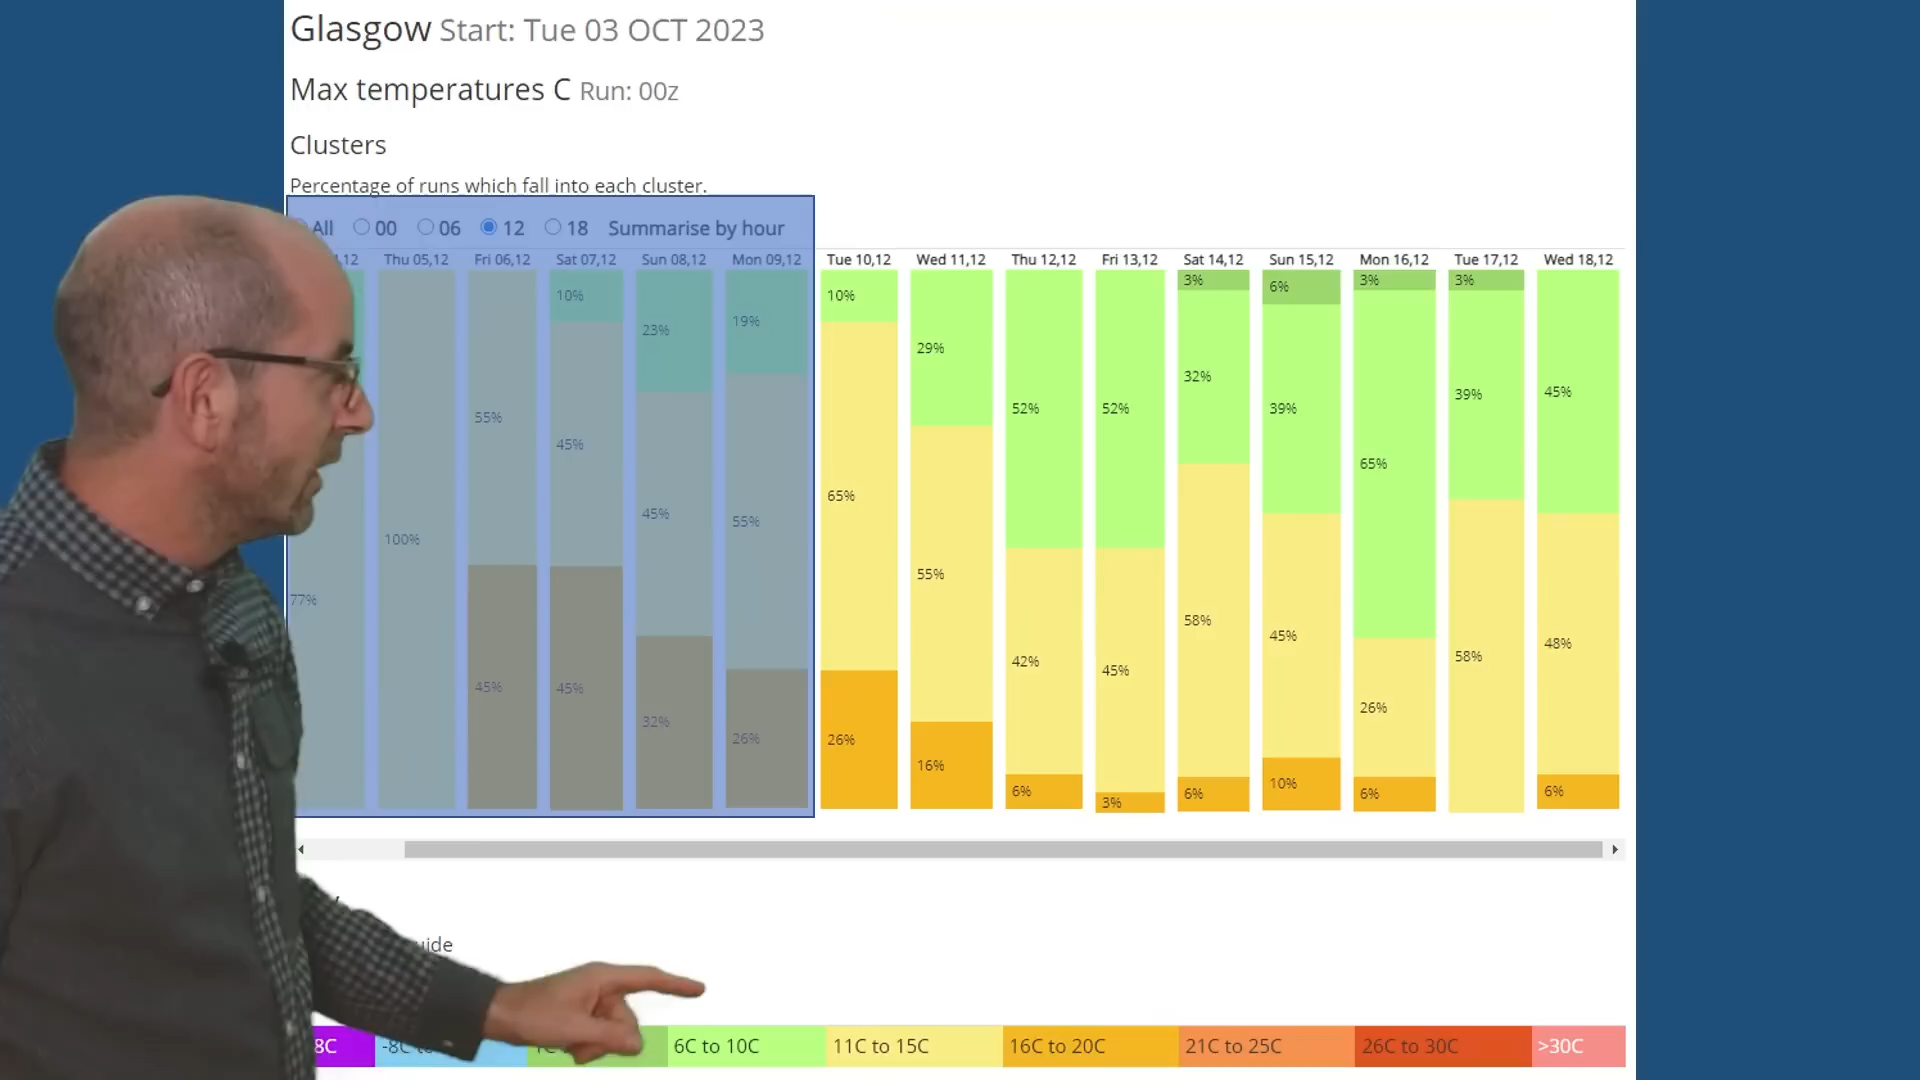 Glasgow Start: Tue 03 OCT 2023
Max temperatures C Run: 00z
Clusters
Percentage of runs which fall into each cluster.
All 00 06 12 18 Summarise by hour
Thu 05,12 Fri 06,12 Sat 07,12 Sun 08,12 Mon 09,12 Tue 10,12 Wed 11,12 Thu 12,12 Fri 13,12 Sat 14,12 Sun 15,12 Mon 16,12 Tue 17,12 Wed 18,12
77%
100%
55% 45%
10% 45% 45%
23% 45% 32%
19% 55% 26%
10% 65% 26%
29% 55% 16%
52% 42% 6%
52% 45% 3%
3% 32% 58% 6%
6% 39% 45% 10%
3% 65% 26% 6%
3% 39% 58%
45% 48% 6%
6C to 10C 11C to 15C 16C to 20C 21C to 25C 26C to 30C >30C